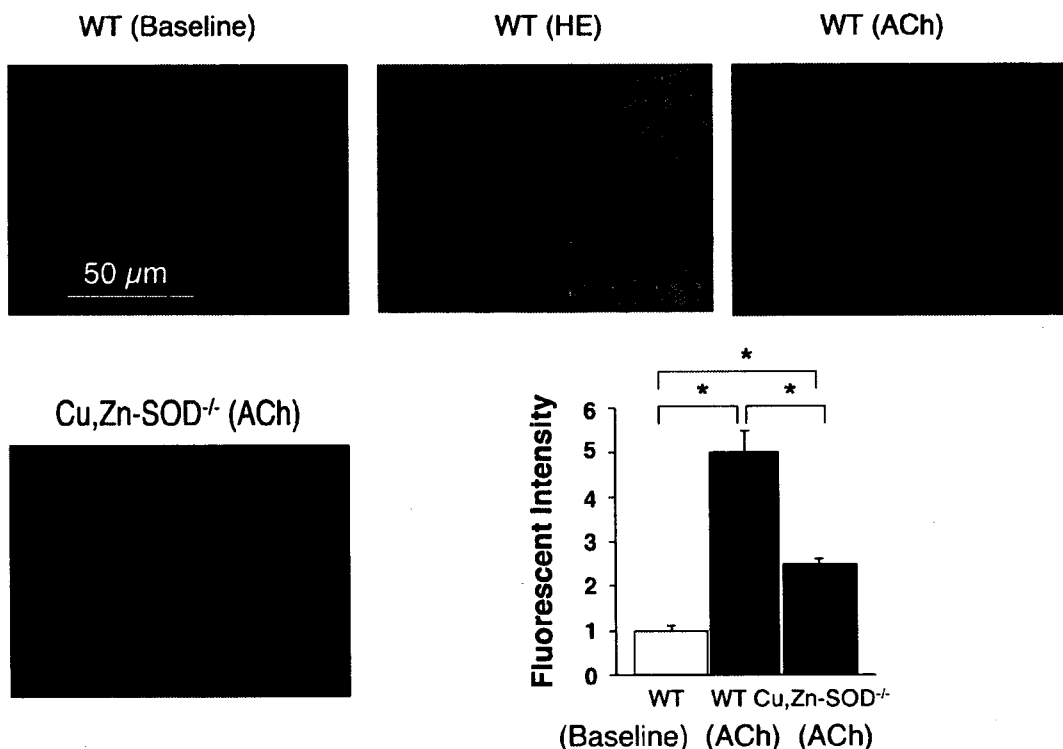 WT (Baseline)
WT (HE)
WT (ACh)
50 µm
Cu,Zn-SOD-/- (ACh)
*
* *
Fluorescent Intensity
6
5
4
3
2
1
0
WT WT Cu,Zn-SOD-/-
(Baseline) (ACh) (ACh)